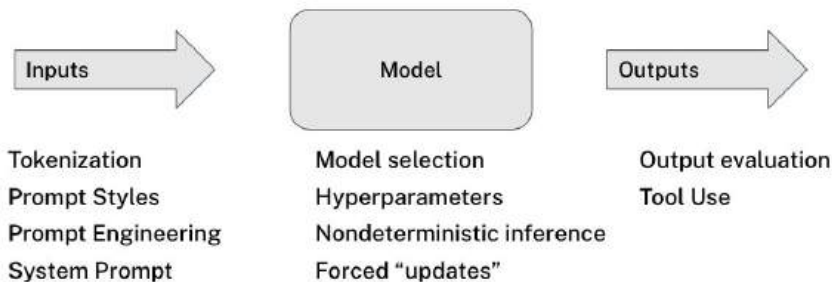 Inputs
Model
Outputs
Tokenization
Prompt Styles
Prompt Engineering
System Prompt
Model selection
Hyperparameters
Nondeterministic inference
Forced “updates”
Output evaluation
Tool Use